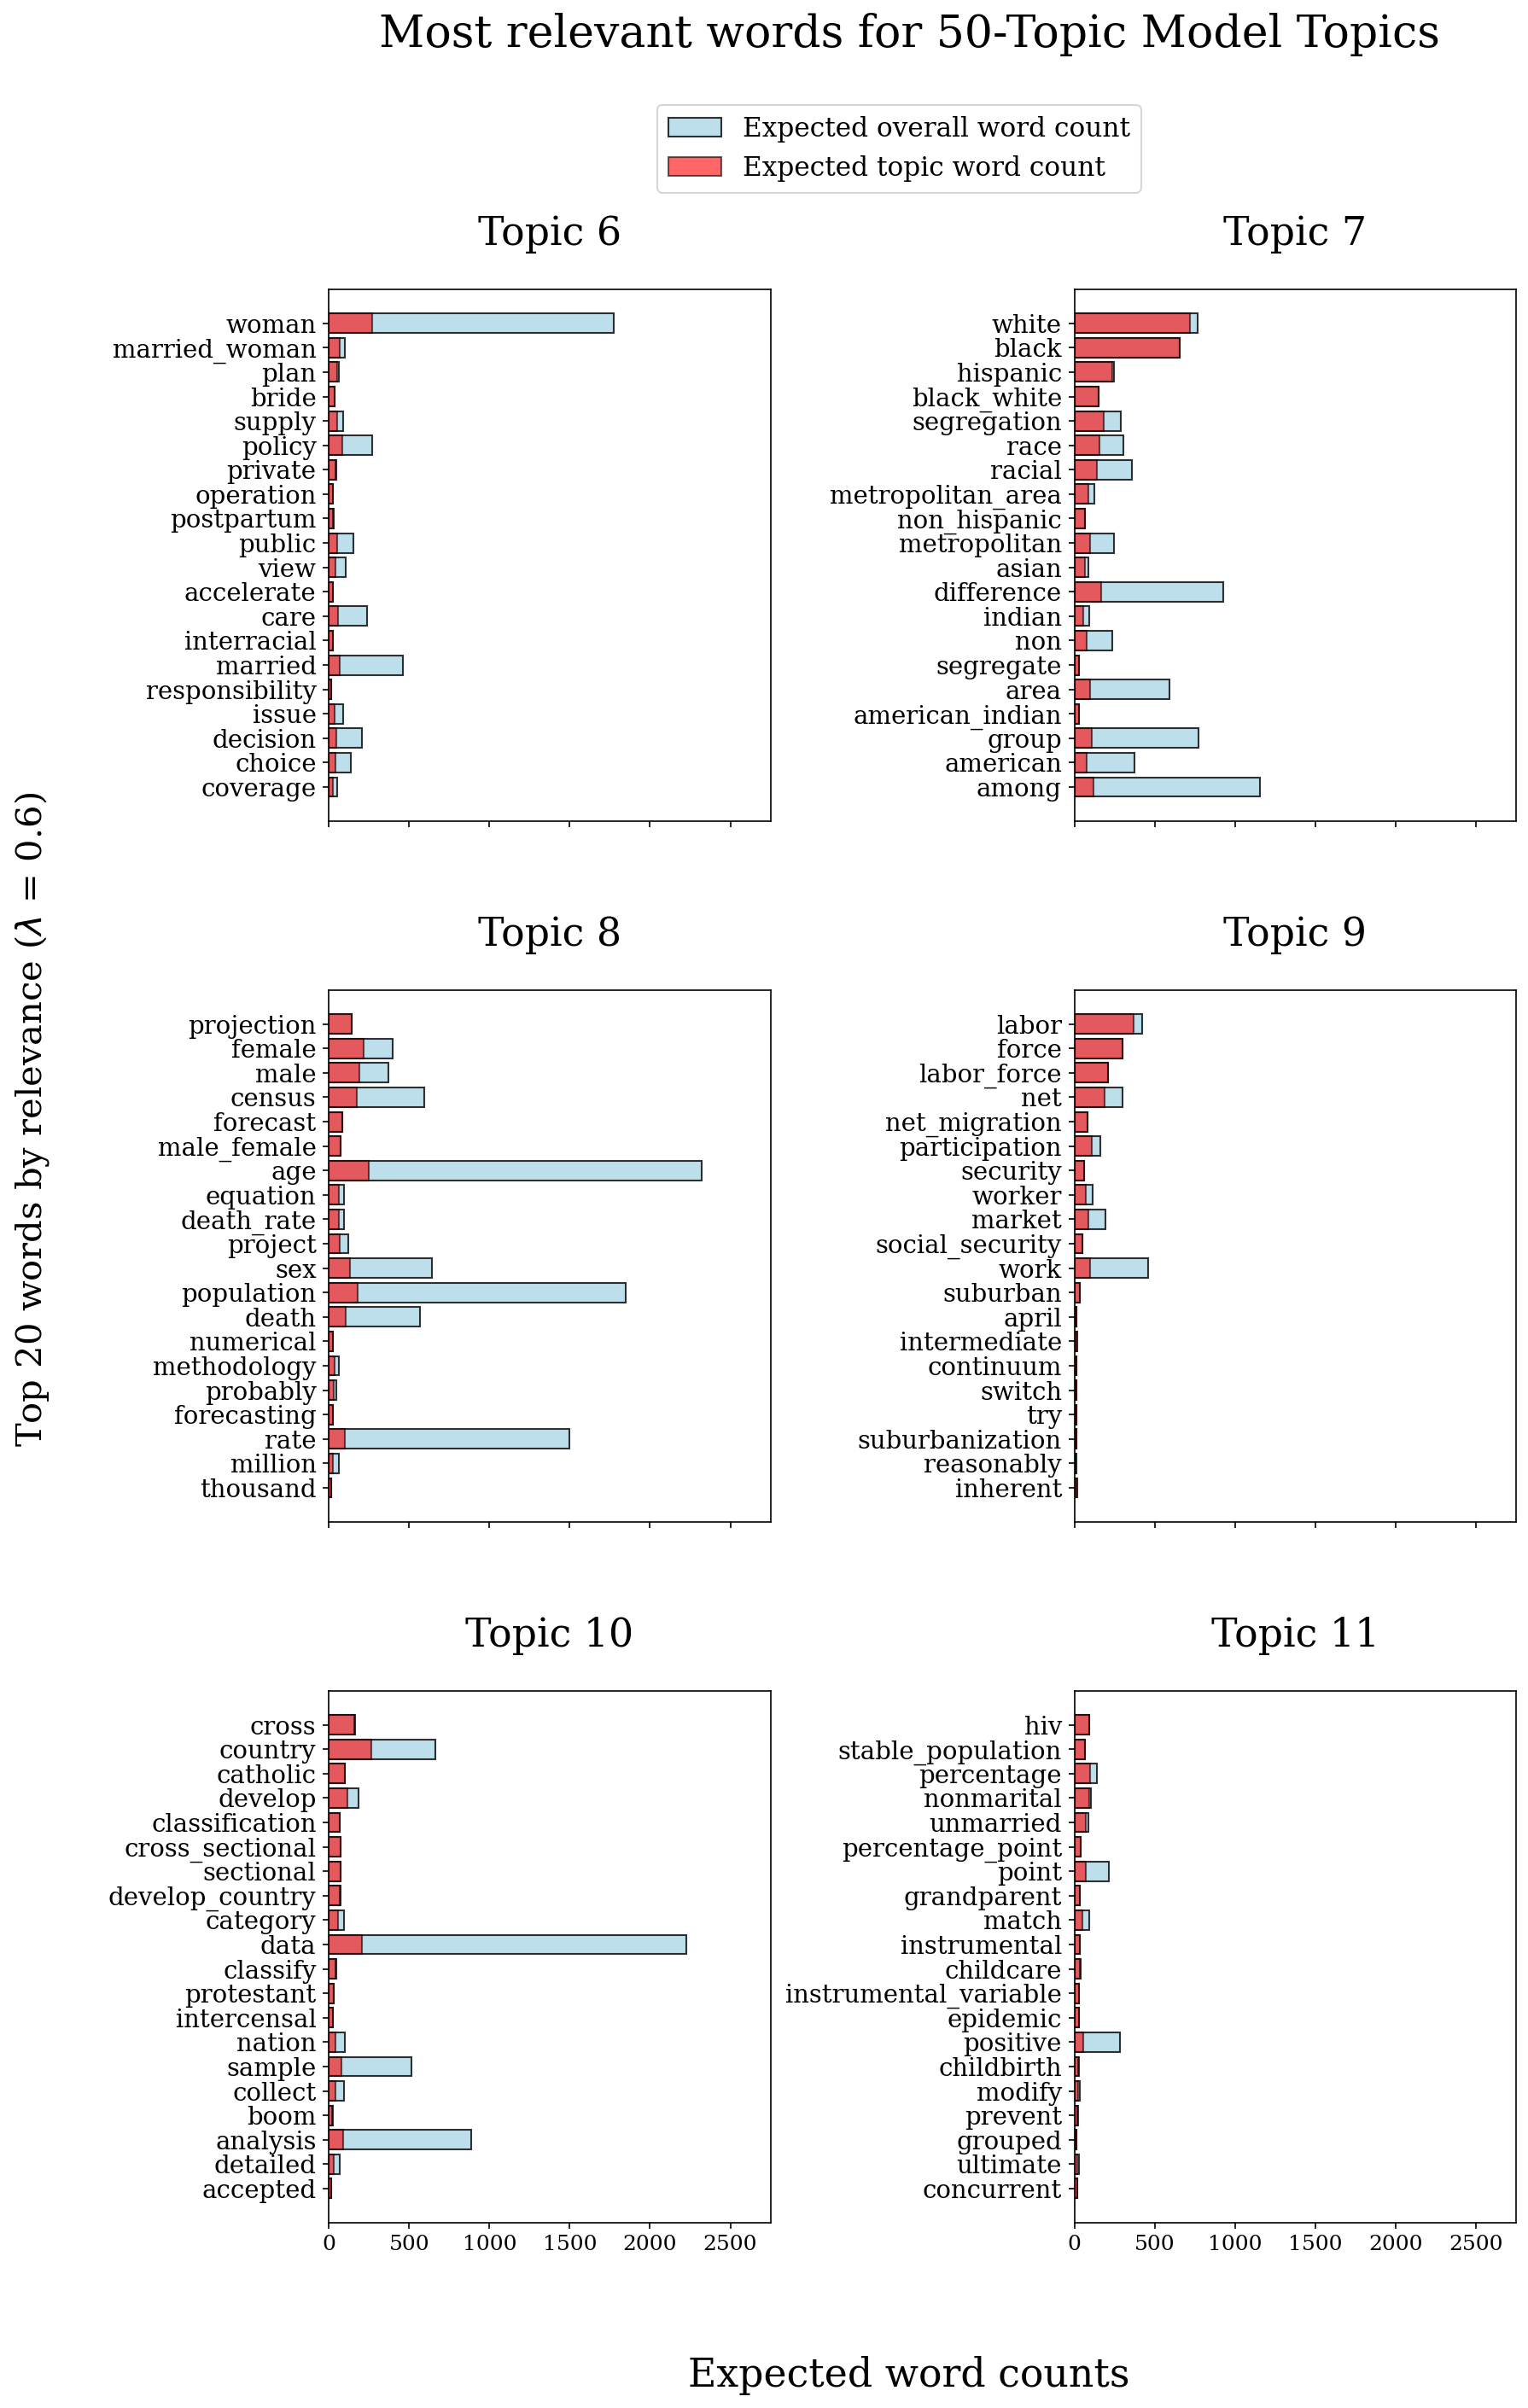 Most relevant words for 50-Topic Model Topics
Expected overall word count
Expected topic word count
Top 20 words by relevance (λ = 0.6)
Topic 6
woman
married_woman
plan
bride
supply
policy
private
operation
postpartum
public
view
accelerate
care
interracial
married
responsibility
issue
decision
choice
coverage
Topic 7
white
black
hispanic
black_white
segregation
race
racial
metropolitan_area
non_hispanic
metropolitan
asian
difference
indian
non
segregate
area
american_indian
group
american
among
Topic 8
projection
female
male
census
forecast
male_female
age
equation
death_rate
project
sex
population
death
numerical
methodology
probably
forecasting
rate
million
thousand
Topic 9
labor
force
labor_force
net
net_migration
participation
security
worker
market
social_security
work
suburban
april
intermediate
continuum
switch
try
suburbanization
reasonably
inherent
Topic 10
cross
country
catholic
develop
classification
cross_sectional
sectional
develop_country
category
data
classify
protestant
intercensal
nation
sample
collect
boom
analysis
detailed
accepted
0 500 1000 1500 2000 2500
Topic 11
hiv
stable_population
percentage
nonmarital
unmarried
percentage_point
point
grandparent
match
instrumental
childcare
instrumental_variable
epidemic
positive
childbirth
modify
prevent
grouped
ultimate
concurrent
0 500 1000 1500 2000 2500
Expected word counts